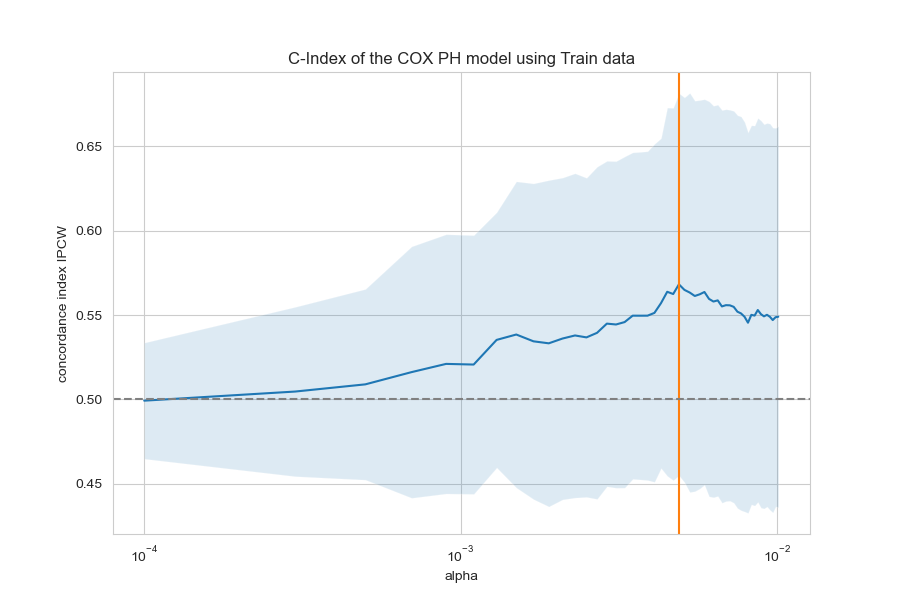 C-Index of the COX PH model using Train data
concordance index IPCW
0.65
0.60
0.55
0.50
0.45
10⁻⁴
10⁻³
10⁻²
alpha